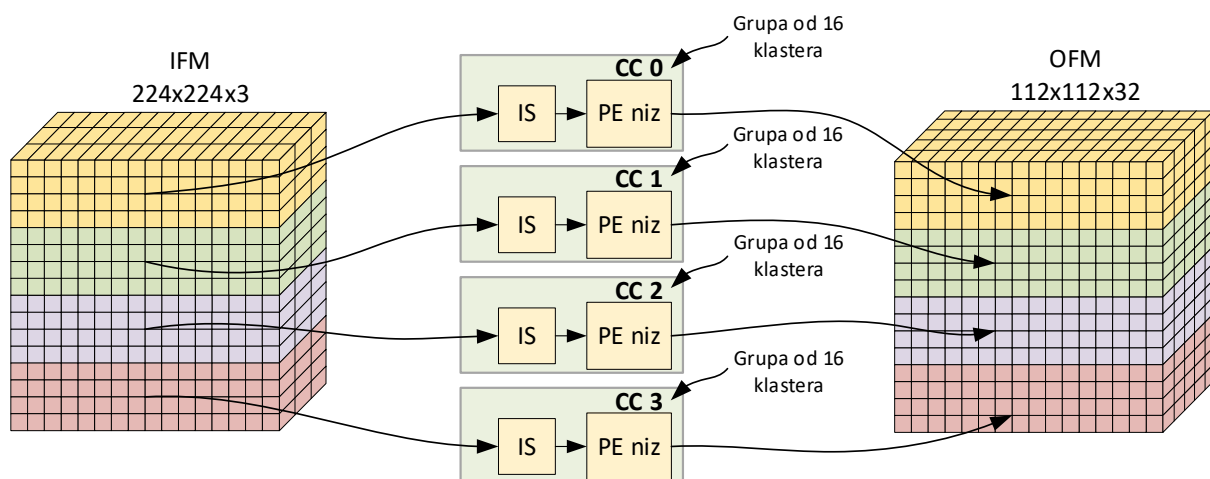 IFM
224x224x3
Grupa od 16
klastera
CC 0
IS
PE niz
Grupa od 16
klastera
CC 1
IS
PE niz
Grupa od 16
klastera
CC 2
IS
PE niz
Grupa od 16
klastera
CC 3
IS
PE niz
OFM
112x112x32